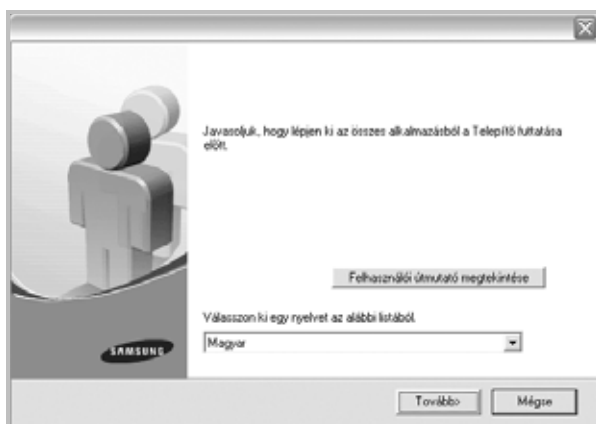 Javasoljuk, hogy lépjen ki az összes alkalmazásból a Telepítő futtatása
előtt.
Felhasználói útmutató megtekintése
Válasszon ki egy nyelvet az alábbi listából.
Magyar
SAMSUNG
Tovább>
Mégse